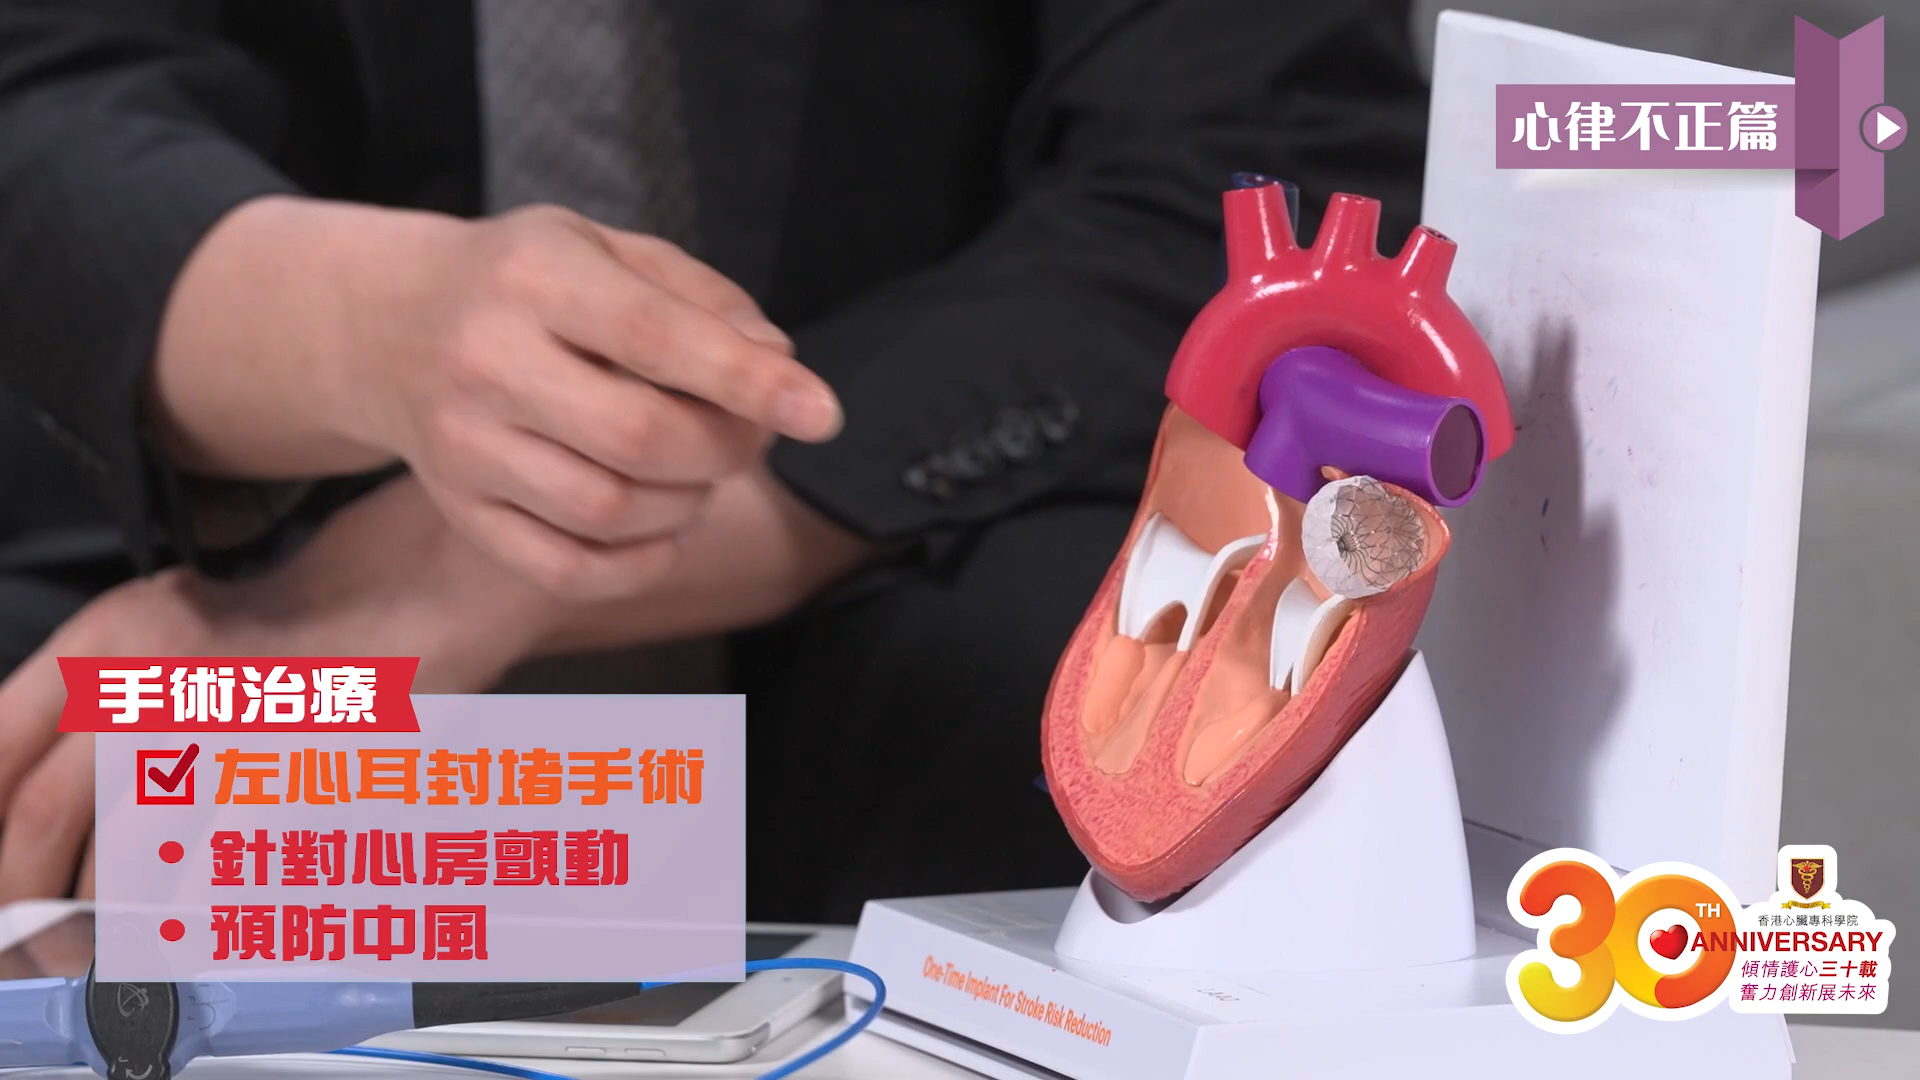 心律不正篇
手術治療
左心耳封堵手術
• 針對心房顫動
• 預防中風
One-Time Implant For Stroke Risk Reduction
30TH
香港心臟專科學院
ANNIVERSARY
傾情護心三十載
奮力創新展未來